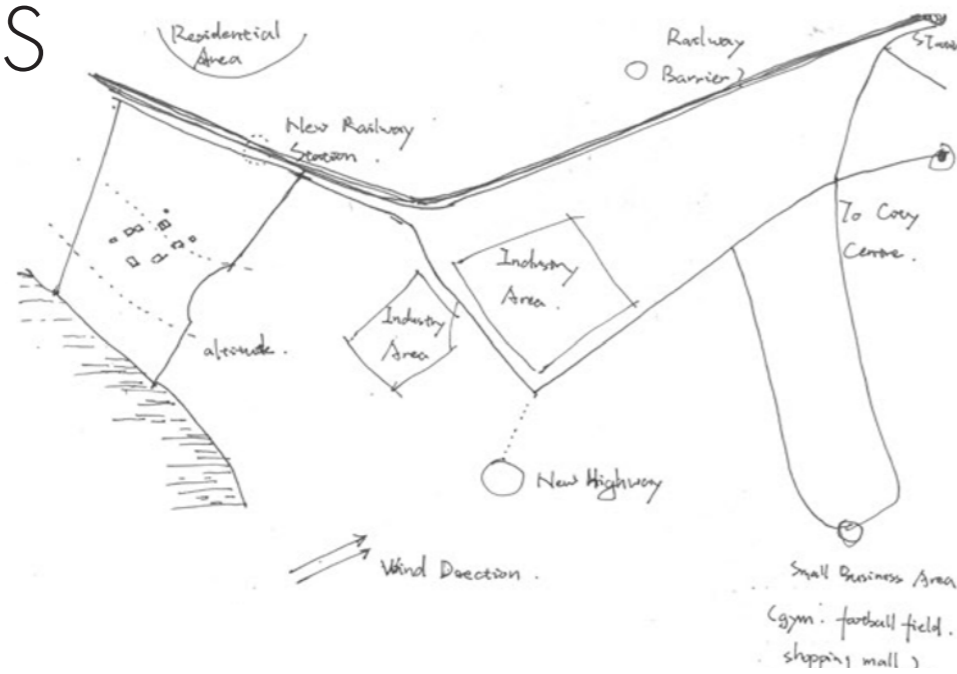 S
Residential
Area
Railway
Barrier?
New Railway
Station.
To City
Centre.
Industry
Area.
Industry
Area
altitude.
New Highway
Wind Direction.
Small Business Area
(gym. football field.
shopping mall)